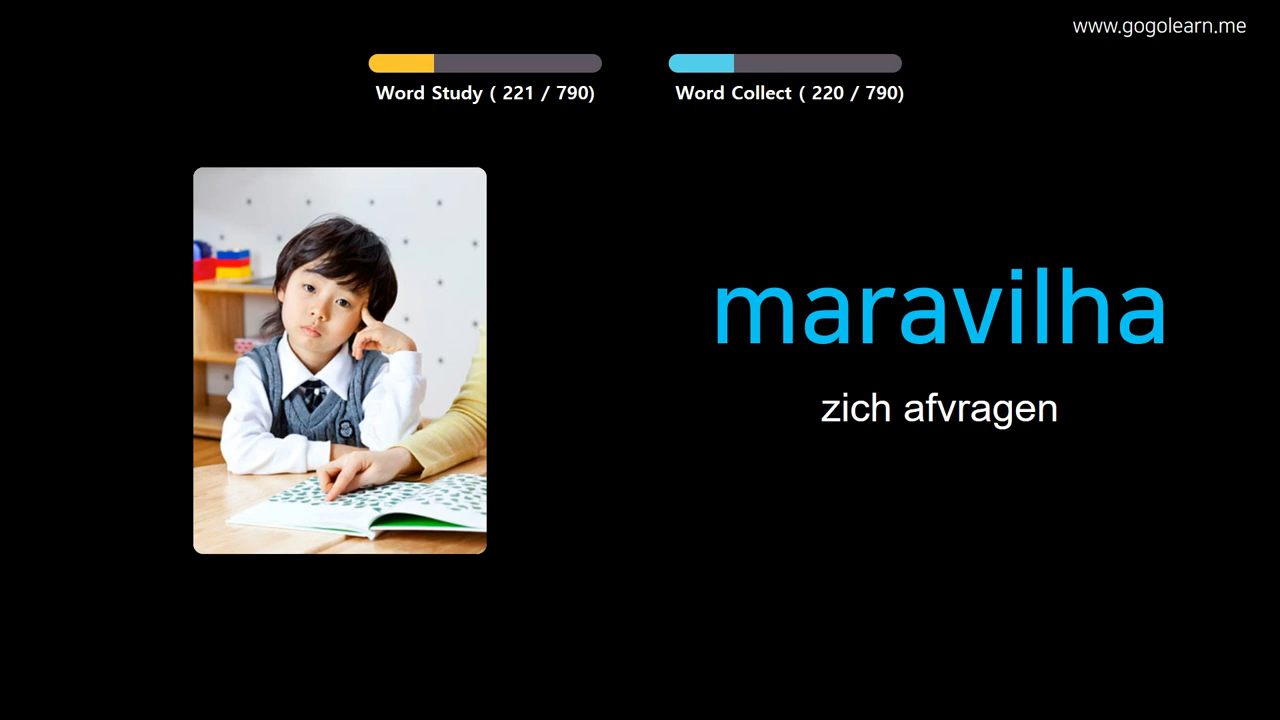 www.gogolearn.me
Word Study ( 221 / 790)
Word Collect ( 220 / 790)
maravilha
zich afvragen